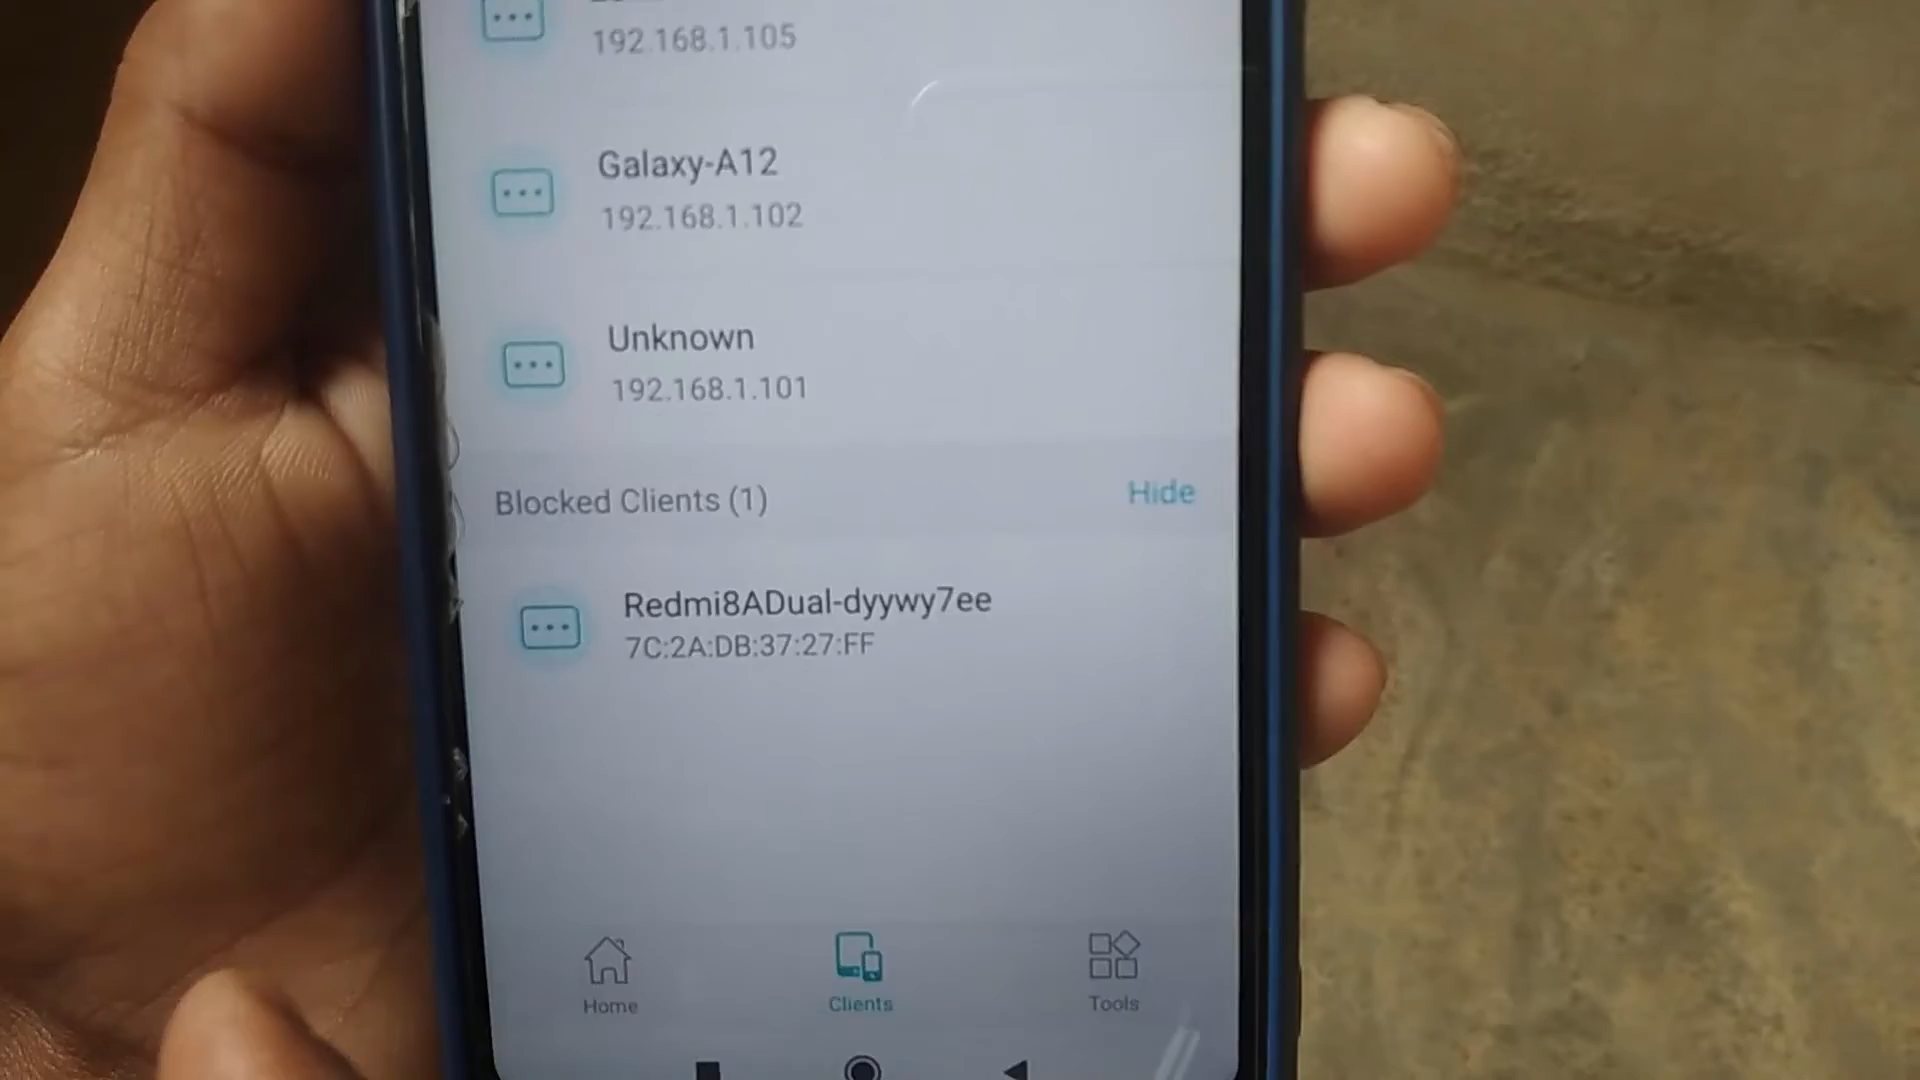 192.168.1.105
Galaxy-A12
192.168.1.102
Unknown
192.168.1.101
Blocked Clients (1)
Hide
Redmi8ADual-dyywy7ee
7C:2A:DB:37:27:FF
Home
Clients
Tools